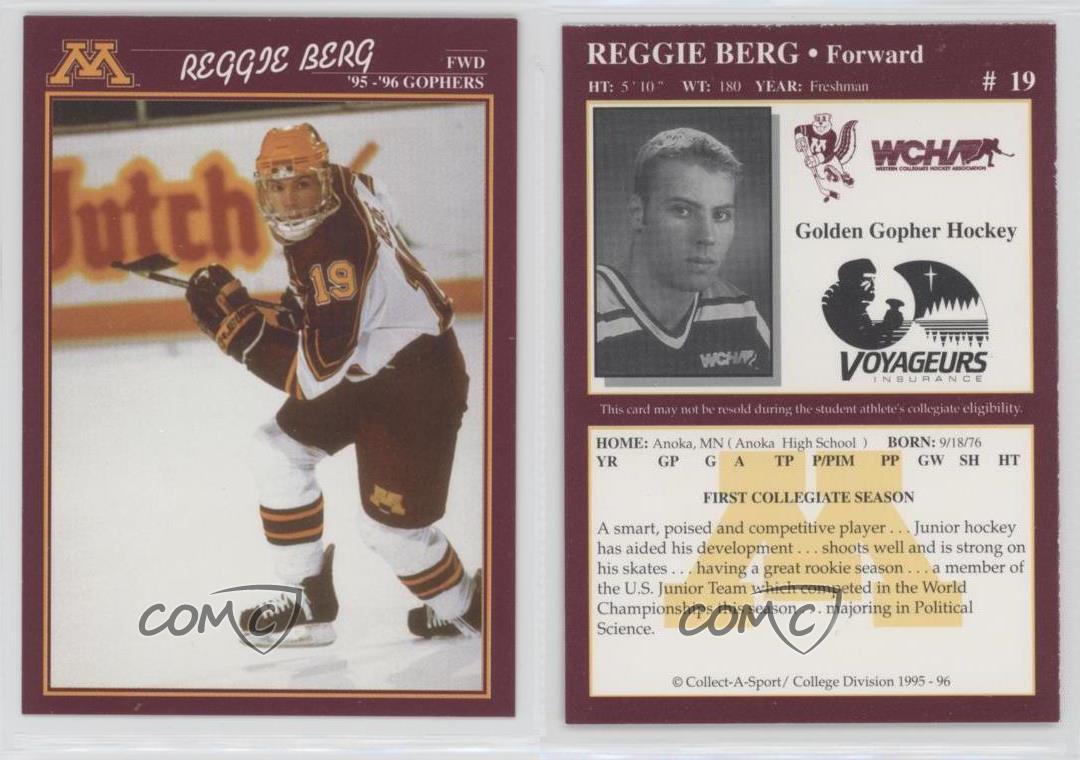 M
REGGIE BERG
FWD
'95-'96 GOPHERS
Dutch
19
M
COMC
REGGIE BERG • Forward
HT: 5'10" WT: 180 YEAR: Freshman
# 19
WCHA
WESTERN COLLEGIATE HOCKEY ASSOCIATION
Golden Gopher Hockey
WCHA
VOYAGEURS
INSURANCE
This card may not be resold during the student athlete's collegiate eligibility.
HOME: Anoka, MN ( Anoka High School ) BORN: 9/18/76
YR GP G A TP P/PIM PP GW SH HT
FIRST COLLEGIATE SEASON
A smart, poised and competitive player . . . Junior hockey
has aided his development . . . shoots well and is strong on
his skates . . . having a great rookie season . . . a member of
the U.S. Junior Team which competed in the World
Championships this season . . . majoring in Political
Science.
COMC
© Collect-A-Sport/ College Division 1995 - 96